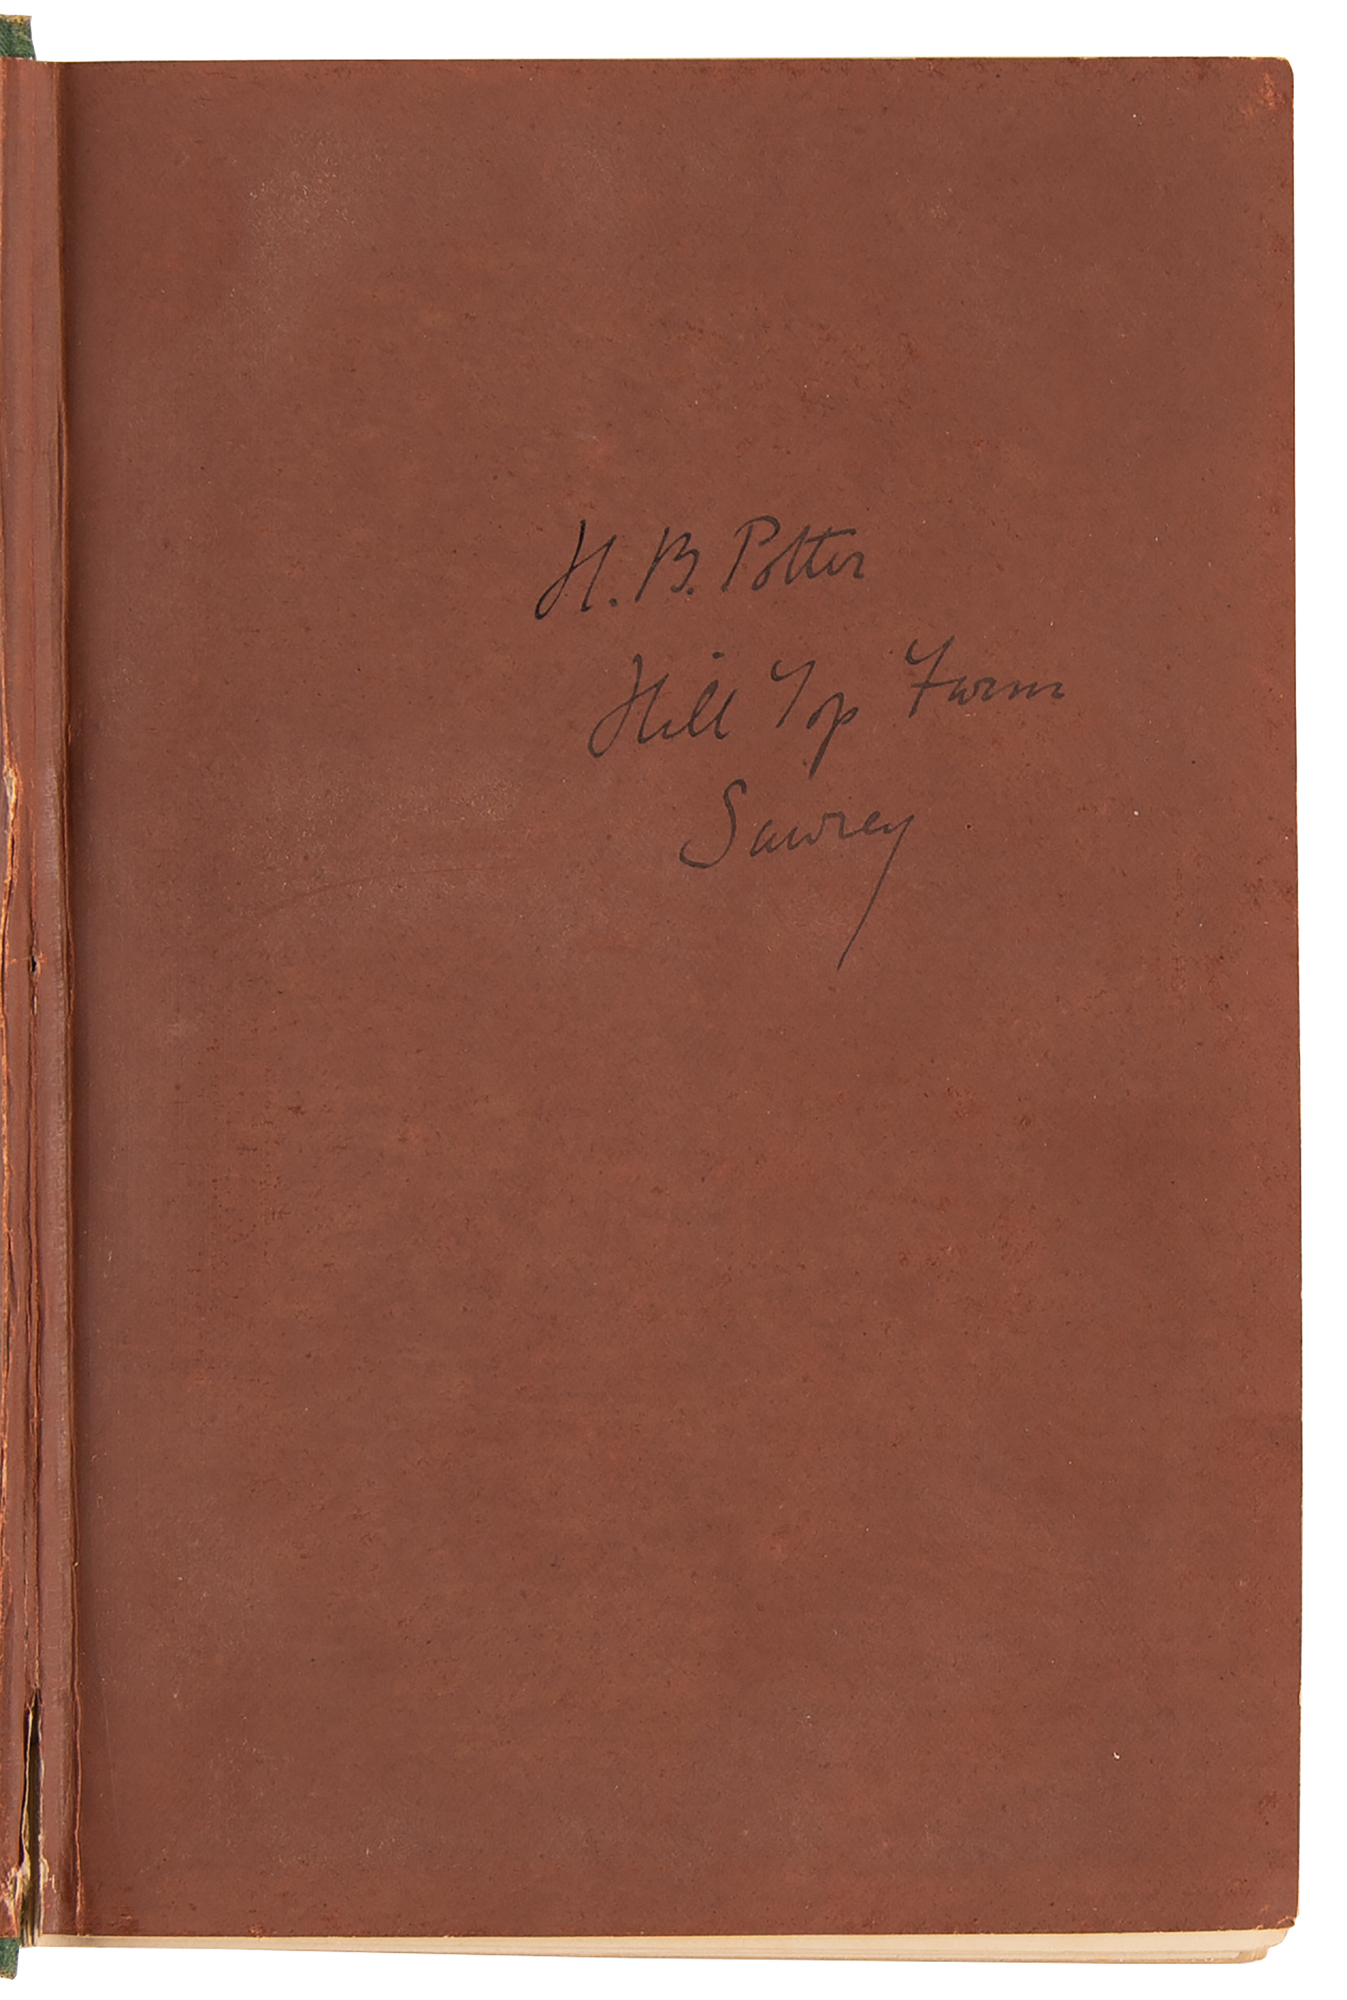 H. B. Potter
Hill Top Farm
Sawrey